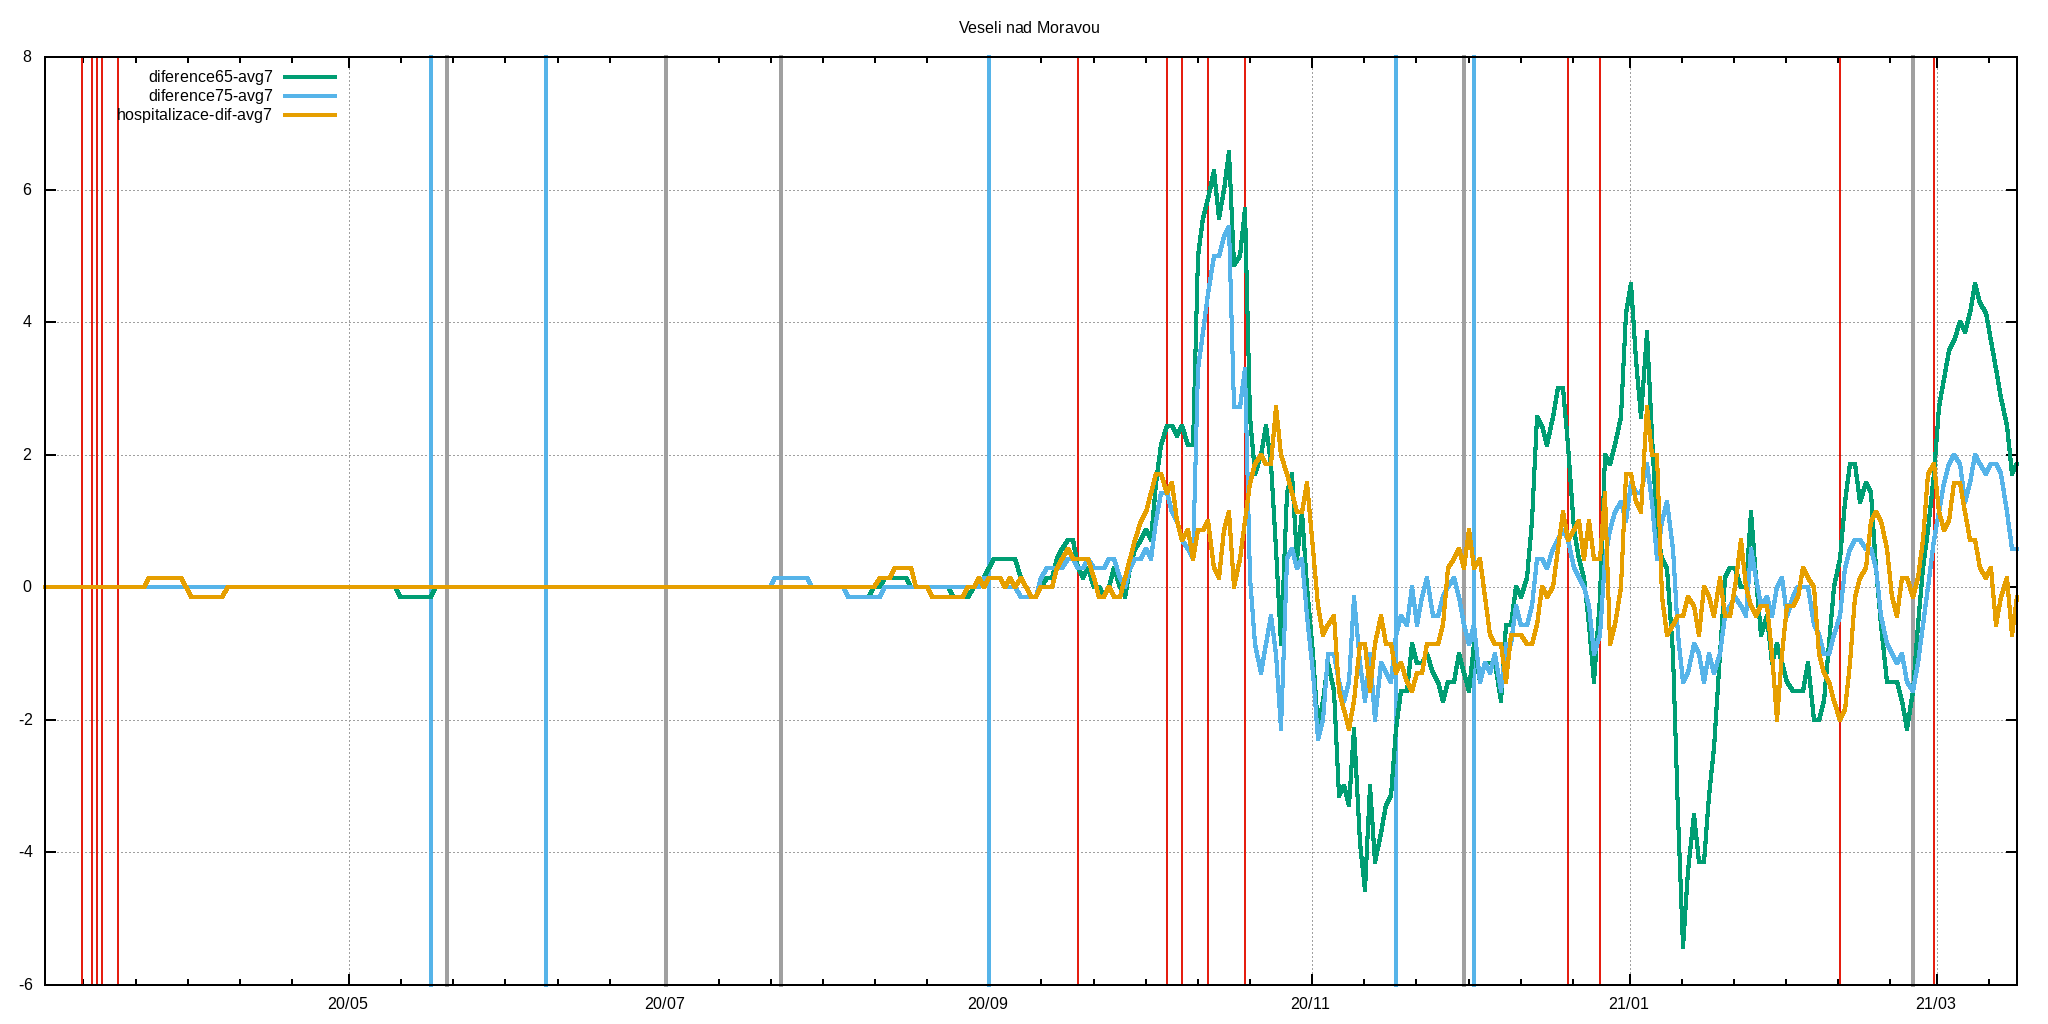 Veseli nad Moravou
8
diference65-avg7
diference75-avg7
hospitalizace-dif-avg7
6
4
2
0
-2
-4
-6
20/05 20/07 20/09 20/11 21/01 21/03